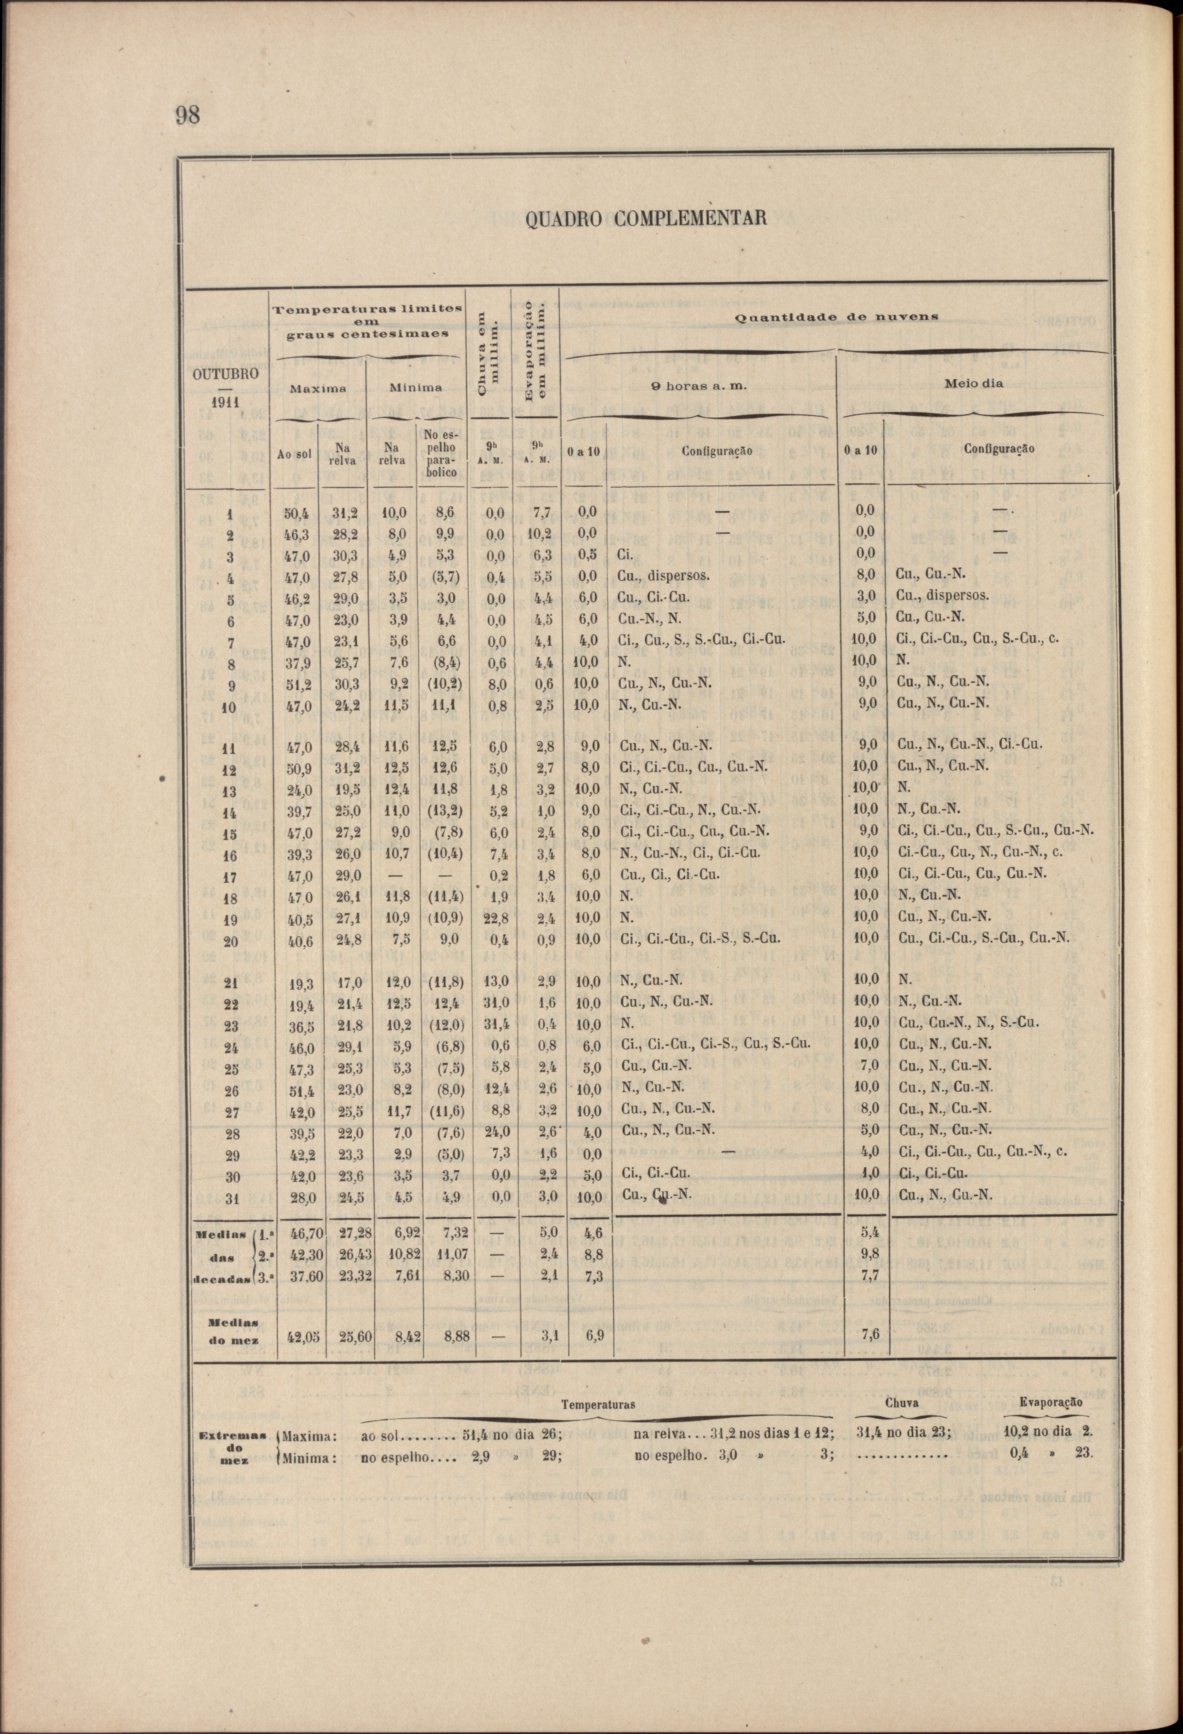 98
QUADRO COMPLEMENTAR
OUTUBRO
—
1911
Temperaturas limites
em
graus centesimaes
Chuva em
millim.
Evaporação
em millim.
Quantidade de nuvens
Maxima Minima 9 horas a. m. Meio dia
Ao sol Na relva Na relva No es-pelho para-bolico 9h A. M. 9h A. M. 0 a 10 Configuração 0 a 10 Configuração
1 50,4 31,2 10,0 8,6 0,0 7,7 0,0 — 0,0 —
2 46,3 28,2 8,0 9,9 0,0 10,2 0,0 — 0,0 —
3 47,0 30,3 4,9 5,3 0,0 6,3 0,5 Ci. 0,0 —
4 47,0 27,8 5,0 (5,7) 0,4 5,5 0,0 Cu., dispersos. 8,0 Cu., Cu.-N.
5 46,2 29,0 3,5 3,0 0,0 4,4 6,0 Cu., Ci.-Cu. 3,0 Cu., dispersos.
6 47,0 23,0 3,9 4,4 0,0 4,5 6,0 Cu.-N., N. 5,0 Cu., Cu.-N.
7 47,0 23,1 5,6 6,6 0,0 4,1 4,0 Ci., Cu., S., S.-Cu., Ci.-Cu. 10,0 Ci., Ci.-Cu., Cu., S.-Cu., c.
8 37,9 25,7 7,6 (8,4) 0,6 4,4 10,0 N. 10,0 N.
9 51,2 30,3 9,2 (10,2) 8,0 0,6 10,0 Cu., N., Cu.-N. 9,0 Cu., N., Cu.-N.
10 47,0 24,2 11,5 11,1 0,8 2,5 10,0 N., Cu.-N. 9,0 Cu., N., Cu.-N.
11 47,0 28,4 11,6 12,5 6,0 2,8 9,0 Cu., N., Cu.-N. 9,0 Cu., N., Cu.-N., Ci.-Cu.
12 50,9 31,2 12,5 12,6 5,0 2,7 8,0 Ci., Ci.-Cu., Cu., Cu.-N. 10,0 Cu., N., Cu.-N.
13 24,0 19,5 12,4 11,8 1,8 3,2 10,0 N., Cu.-N. 10,0 N.
14 39,7 25,0 11,0 (13,2) 5,2 1,0 9,0 Ci., Ci.-Cu., N., Cu.-N. 10,0 N., Cu.-N.
15 47,0 27,2 9,0 (7,8) 6,0 2,4 8,0 Ci., Ci.-Cu., Cu., Cu.-N. 9,0 Ci., Ci.-Cu., Cu., S.-Cu., Cu.-N.
16 39,3 26,0 10,7 (10,4) 7,4 3,4 8,0 N., Cu.-N., Ci., Ci.-Cu. 10,0 Ci.-Cu., Cu., N., Cu.-N., c.
17 47,0 29,0 — — 0,2 1,8 6,0 Cu., Ci., Ci.-Cu. 10,0 Ci., Ci.-Cu., Cu., Cu.-N.
18 47 0 26,1 11,8 (11,4) 1,9 3,4 10,0 N. 10,0 N., Cu.-N.
19 40,5 27,1 10,9 (10,9) 22,8 2,4 10,0 N. 10,0 Cu., N., Cu.-N.
20 40,6 24,8 7,5 9,0 0,4 0,9 10,0 Ci., Ci.-Cu., Ci.-S., S.-Cu. 10,0 Cu., Ci.-Cu., S.-Cu., Cu.-N.
21 19,3 17,0 12,0 (11,8) 13,0 2,9 10,0 N., Cu.-N. 10,0 N.
22 19,4 21,4 12,5 12,4 31,0 1,6 10,0 Cu., N., Cu.-N. 10,0 N., Cu.-N.
23 36,5 21,8 10,2 (12,0) 31,4 0,4 10,0 N. 10,0 Cu., Cu.-N., N., S.-Cu.
24 46,0 29,1 5,9 (6,8) 0,6 0,8 6,0 Ci., Ci.-Cu., Ci.-S., Cu., S.-Cu. 10,0 Cu., N., Cu.-N.
25 47,3 25,3 5,3 (7,5) 5,8 2,4 5,0 Cu., Cu.-N. 7,0 Cu., N., Cu.-N.
26 51,4 23,0 8,2 (8,0) 12,4 2,6 10,0 N., Cu.-N. 10,0 Cu., N., Cu.-N.
27 42,0 25,5 11,7 (11,6) 8,8 3,2 10,0 Cu., N., Cu.-N. 8,0 Cu., N., Cu.-N.
28 39,5 22,0 7,0 (7,6) 24,0 2,6 4,0 Cu., N., Cu.-N. 5,0 Cu., N., Cu.-N.
29 42,2 23,3 2,9 (5,0) 7,3 1,6 0,0 — 4,0 Ci., Ci.-Cu., Cu., Cu.-N., c.
30 42,0 23,6 3,5 3,7 0,0 2,2 5,0 Ci., Ci.-Cu. 1,0 Ci., Ci.-Cu.
31 28,0 24,5 4,5 4,9 0,0 3,0 10,0 Cu., Cu.-N. 10,0 Cu., N., Cu.-N.
Medias 1.ª 46,70 27,28 6,92 7,32 — 5,0 4,6 5,4
das 2.ª 42,30 26,43 10,82 11,07 — 2,4 8,8 9,8
decadas 3.ª 37,60 23,32 7,61 8,30 — 2,1 7,3 7,7
Medias
do mez 42,05 25,60 8,42 8,88 — 3,1 6,9 7,6
Temperaturas Chuva Evaporação
Extremas
do
mez
Maxima: ao sol........ 51,4 no dia 26; na relva... 31,2 nos dias 1 e 12; 31,4 no dia 23; 10,2 no dia 2.
Minima: no espelho.... 2,9 » 29; no espelho. 3,0 » 3; ............. 0,4 » 23.